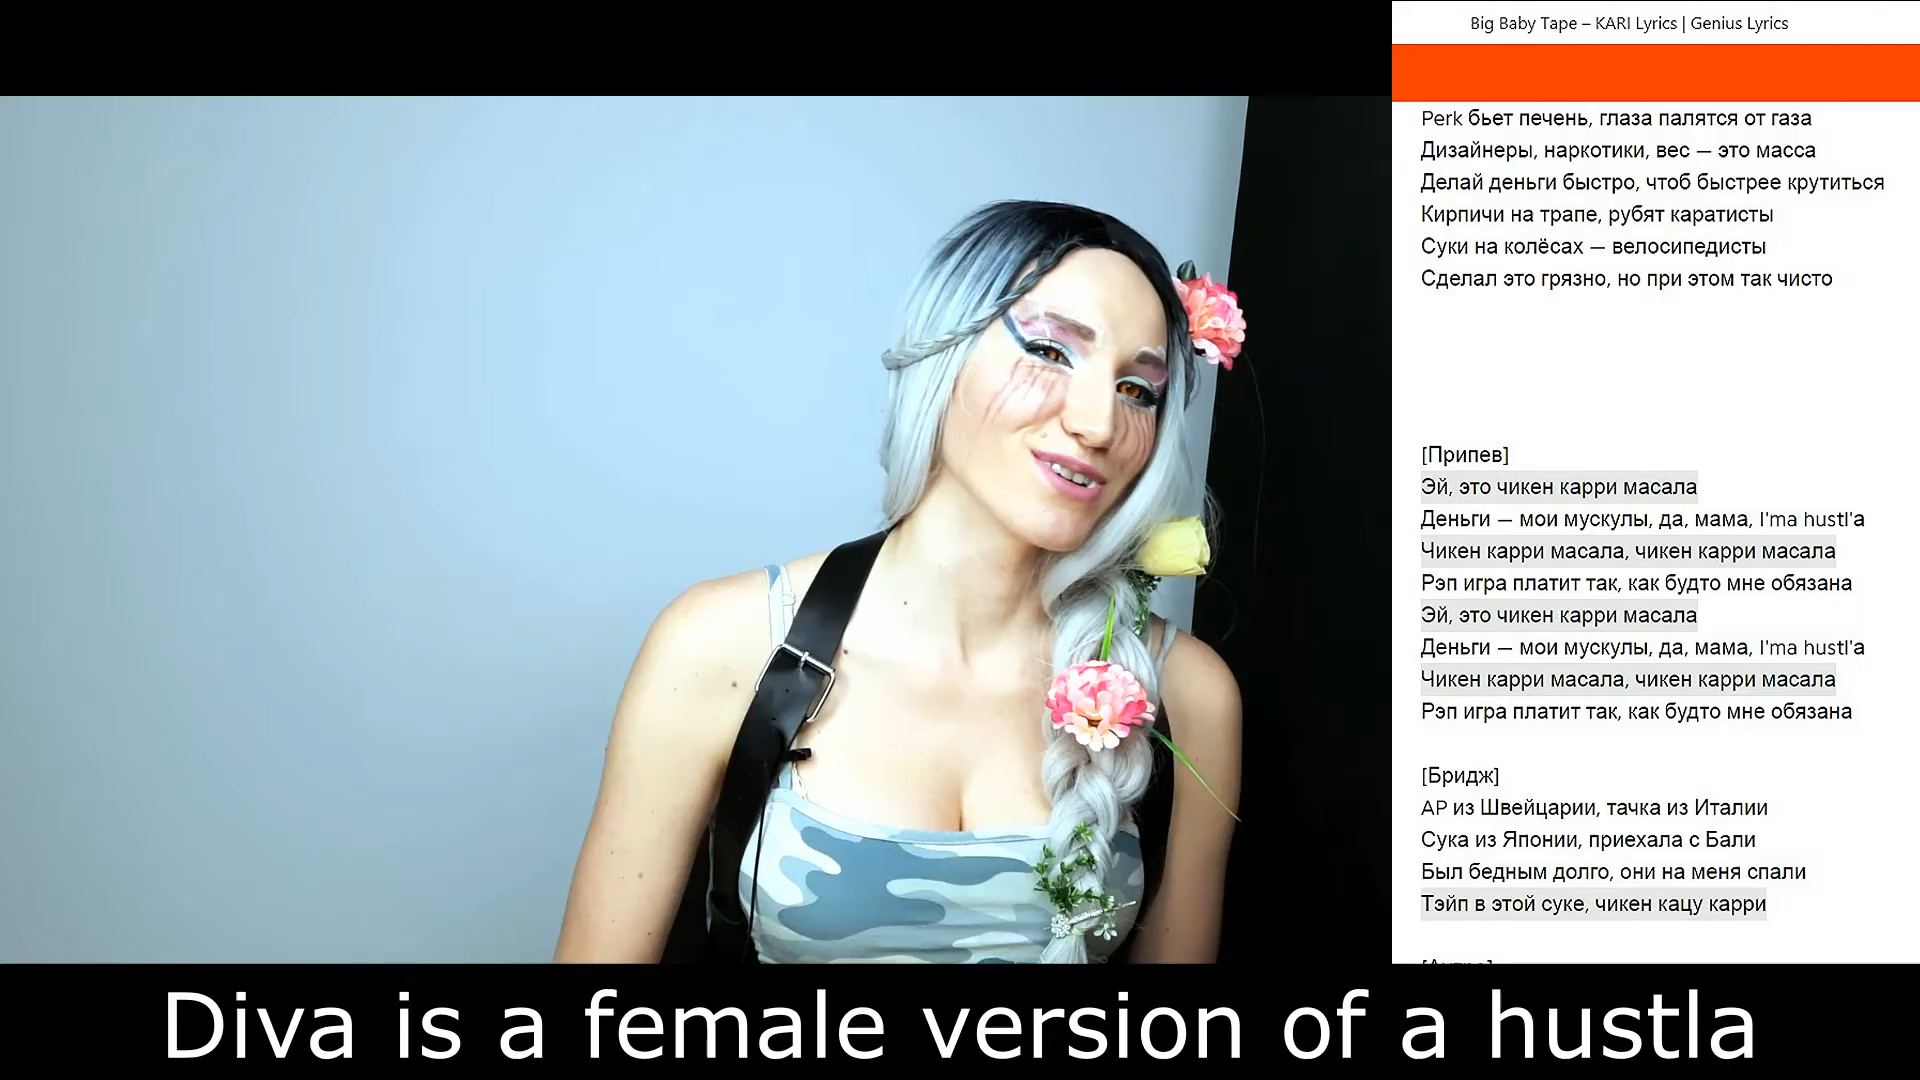 Big Baby Tape – KARI Lyrics | Genius Lyrics
Perk бьет печень, глаза палятся от газа
Дизайнеры, наркотики, вес — это масса
Делай деньги быстро, чтоб быстрее крутиться
Кирпичи на трапе, рубят каратисты
Суки на колёсах — велосипедисты
Сделал это грязно, но при этом так чисто
[Припев]
Эй, это чикен карри масала
Деньги — мои мускулы, да, мама, I'ma hustl'a
Чикен карри масала, чикен карри масала
Рэп игра платит так, как будто мне обязана
Эй, это чикен карри масала
Деньги — мои мускулы, да, мама, I'ma hustl'a
Чикен карри масала, чикен карри масала
Рэп игра платит так, как будто мне обязана
[Бридж]
AP из Швейцарии, тачка из Италии
Сука из Японии, приехала с Бали
Был бедным долго, они на меня спали
Тэйп в этой суке, чикен кацу карри
Diva is a female version of a hustla